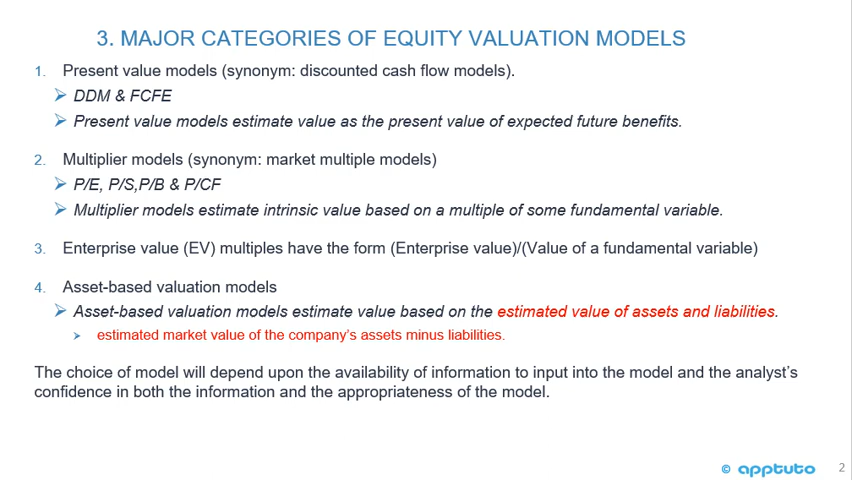 3. MAJOR CATEGORIES OF EQUITY VALUATION MODELS
1. Present value models (synonym: discounted cash flow models).
DDM & FCFE
Present value models estimate value as the present value of expected future benefits.
2. Multiplier models (synonym: market multiple models)
P/E, P/S,P/B & P/CF
Multiplier models estimate intrinsic value based on a multiple of some fundamental variable.
3. Enterprise value (EV) multiples have the form (Enterprise value)/(Value of a fundamental variable)
4. Asset-based valuation models
Asset-based valuation models estimate value based on the estimated value of assets and liabilities.
estimated market value of the company's assets minus liabilities.
The choice of model will depend upon the availability of information to input into the model and the analyst's
confidence in both the information and the appropriateness of the model.
© apptuto 2